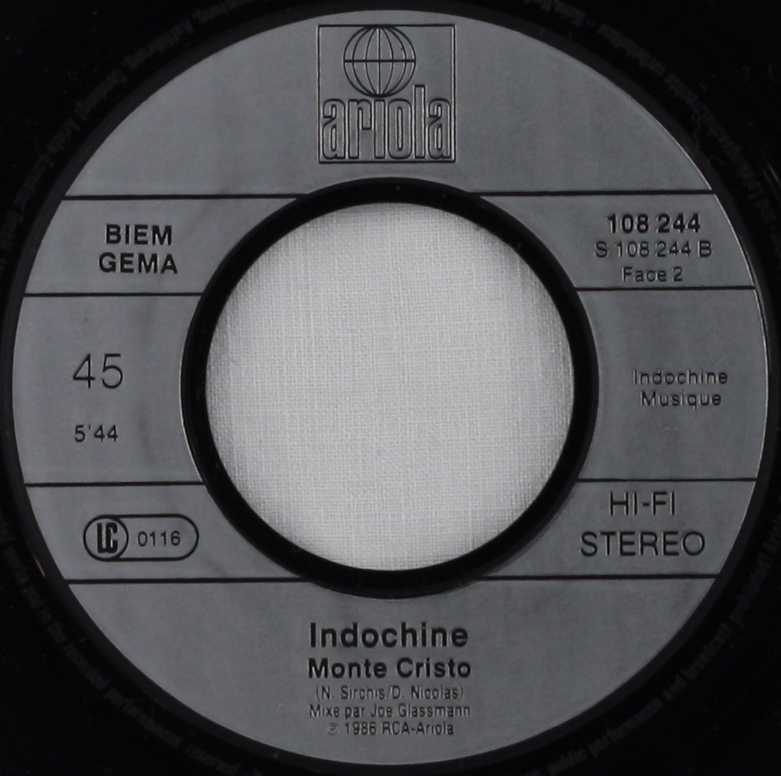 ariola
BIEM
GEMA
108 244
S 108 244 B
Face 2
45
5'44
Indochine
Musique
LC 0116
HI-FI
STEREO
Indochine
Monte Cristo
(N. Sirchis/D. Nicolas)
Mixe par Joe Glassmann
℗ 1986 RCA-Ariola